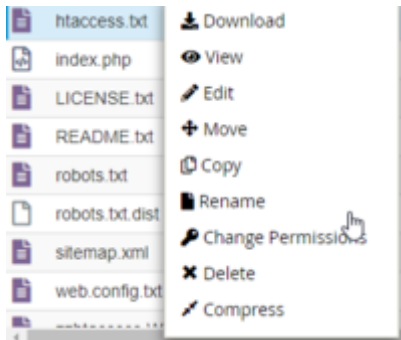 htaccess.txt
index.php
LICENSE.txt
README.txt
robots.txt
robots.txt.dist
sitemap.xml
web.config.txt
Download
View
Edit
Move
Copy
Rename
Change Permissions
Delete
Compress